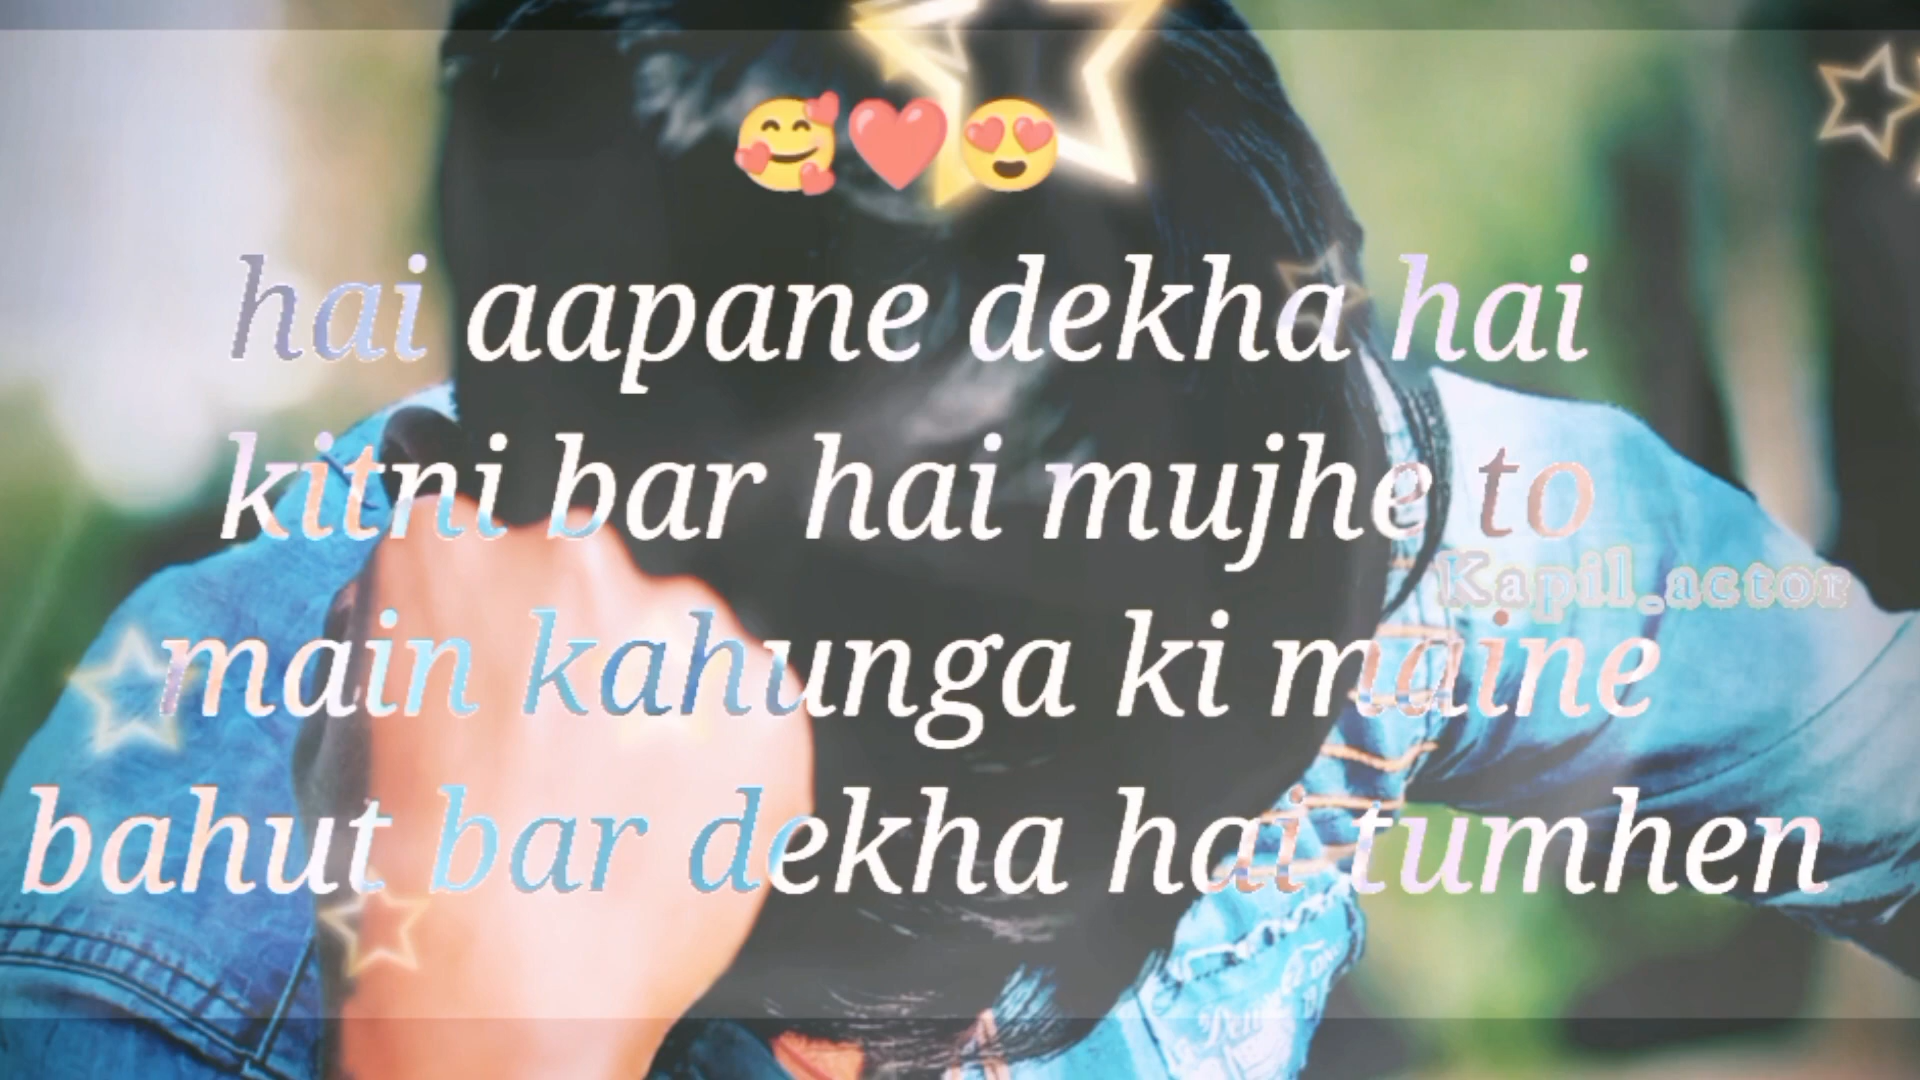 🥰❤️😍
hai aapane dekha hai
kitni bar hai mujhe to
Kapil_actor
main kahunga ki maine
bahut bar dekha hai tumhen